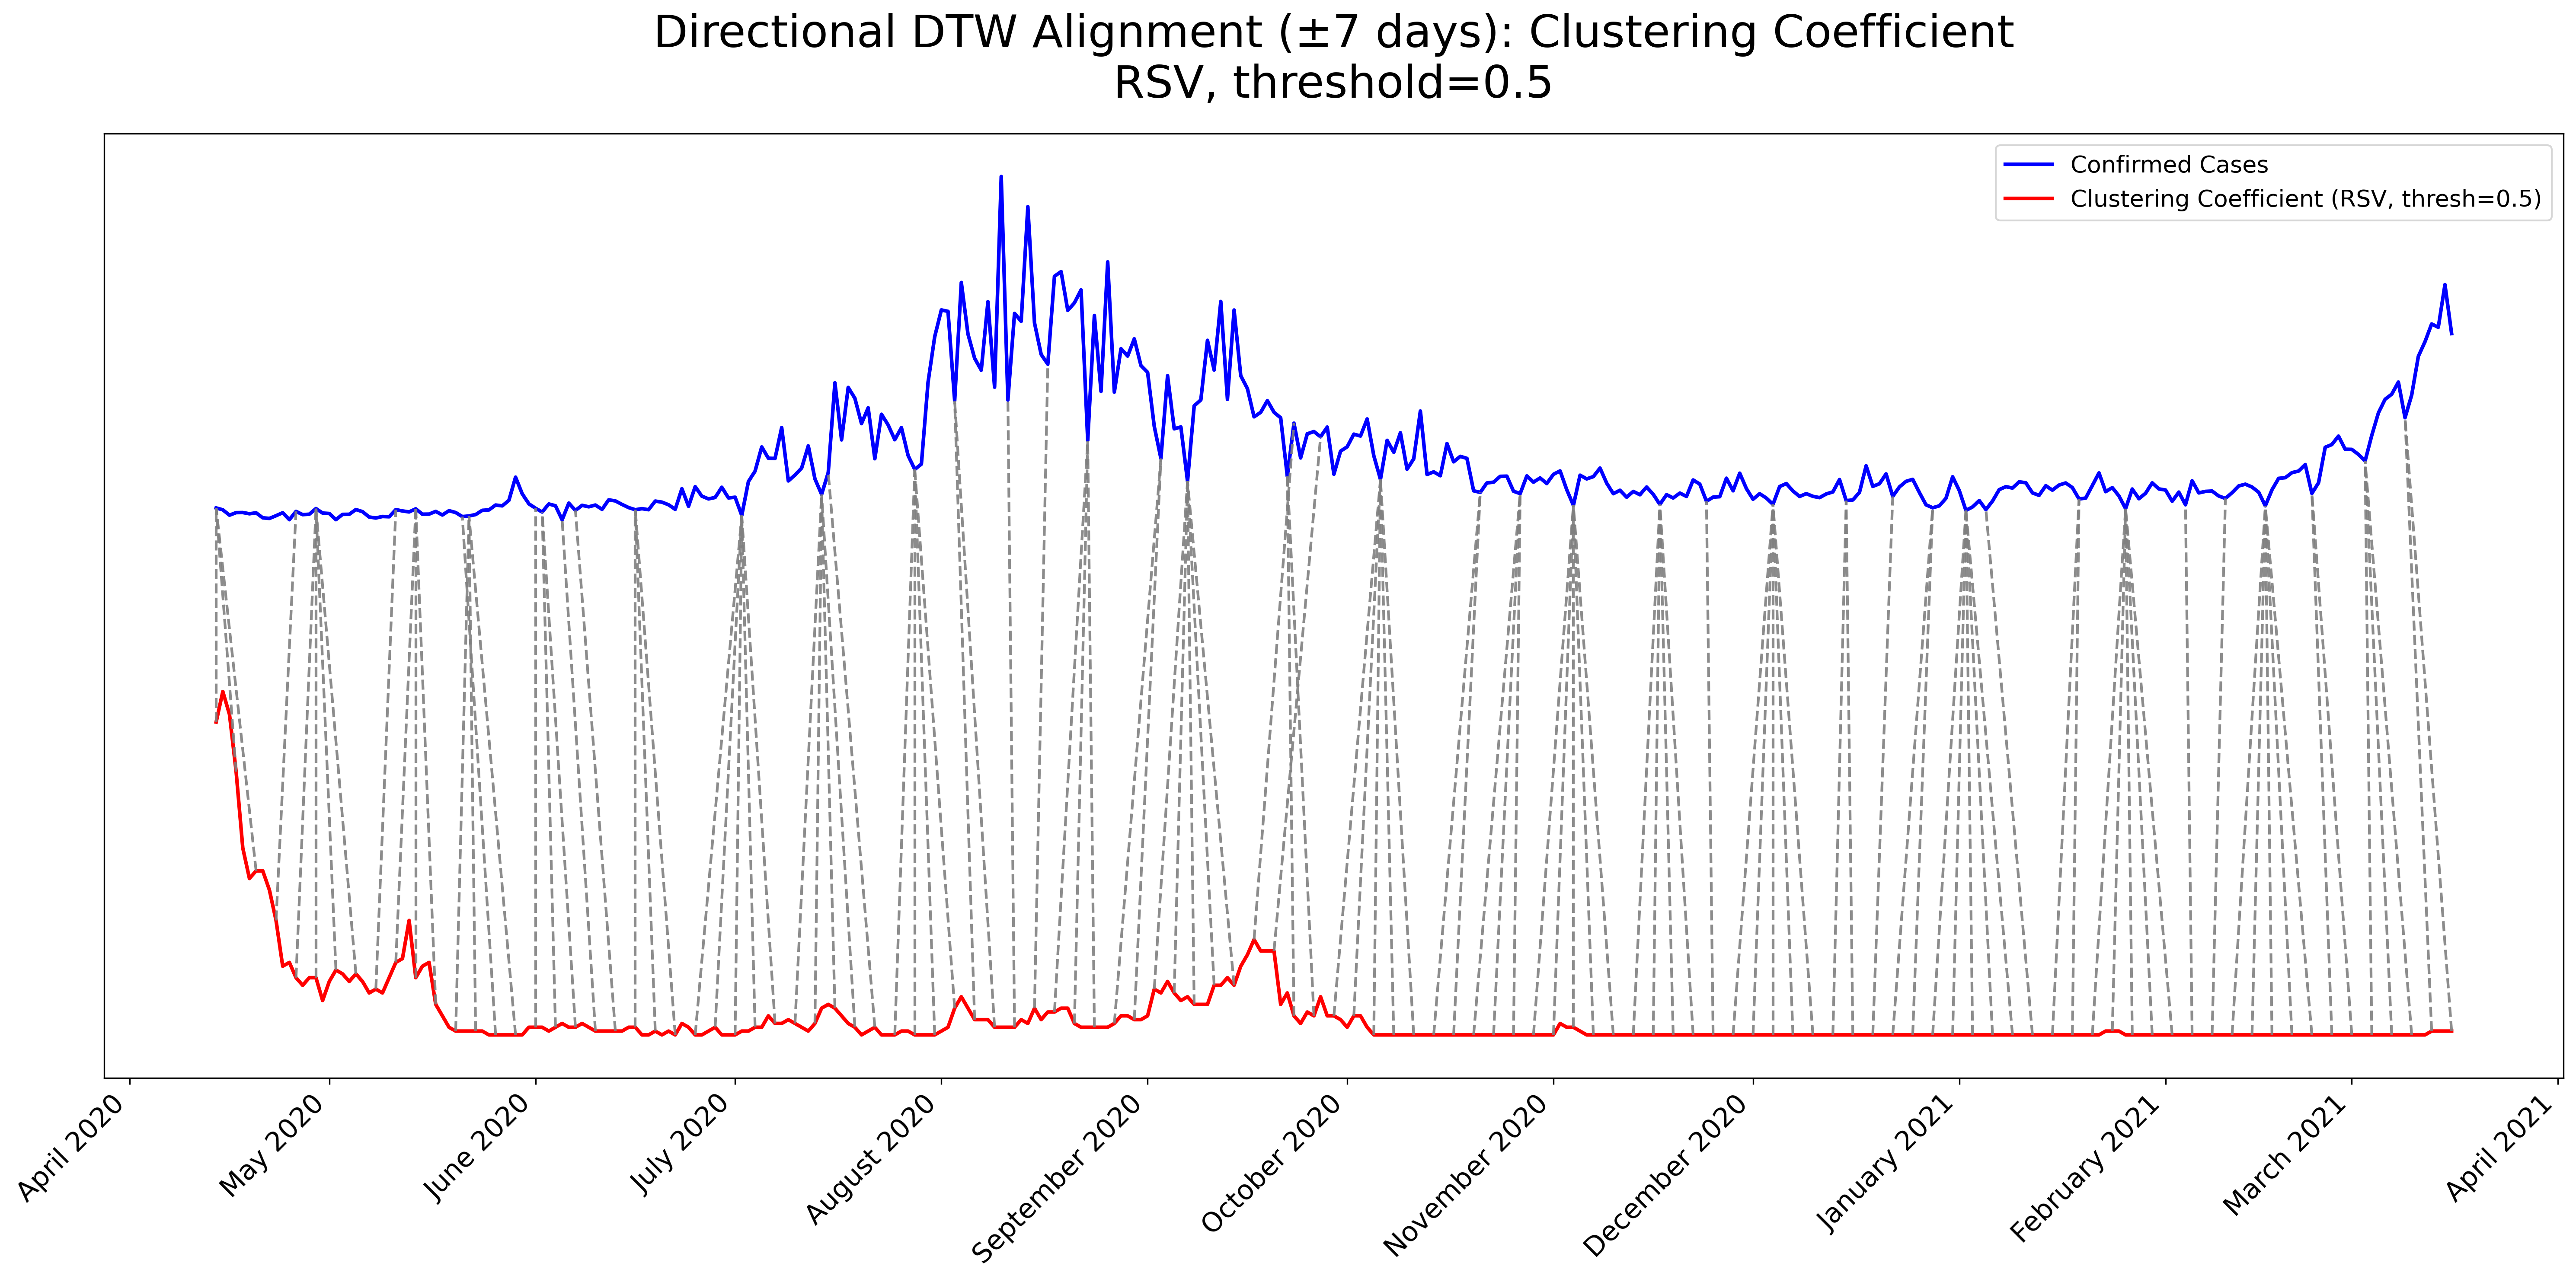 Directional DTW Alignment (±7 days): Clustering Coefficient
RSV, threshold=0.5
Confirmed Cases
Clustering Coefficient (RSV, thresh=0.5)
April 2020
May 2020
June 2020
July 2020
August 2020
September 2020
October 2020
November 2020
December 2020
January 2021
February 2021
March 2021
April 2021